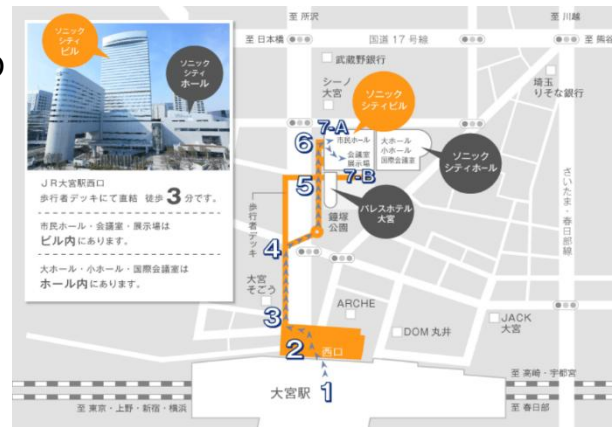 の
ソニック
シティ
ビル
ソニック
シティ
ホール
JR大宮駅西口
歩行者デッキにて直結 徒歩3分です。
市民ホール・会議室・展示場は
ビル内にあります。
大ホール・小ホール・国際会議室は
ホール内にあります。
至 所沢
至 川越
至 日本橋
国道17号線
至 熊谷
武蔵野銀行
シーノ
大宮
ソニック
シティビル
埼玉
りそな銀行
7-A
6
市民ホール
会議室
展示場
大ホール
小ホール
国際会議室
ソニック
シティホール
7-B
5
鐘塚
公園
パレスホテル
大宮
さいたま・春日部線
歩行者デッキ
4
大宮
そごう
3
ARCHE
DOM 丸井
JACK
大宮
2
西口
1
大宮駅
至 高崎・宇都宮
至 東京・上野・新宿・横浜
至 春日部